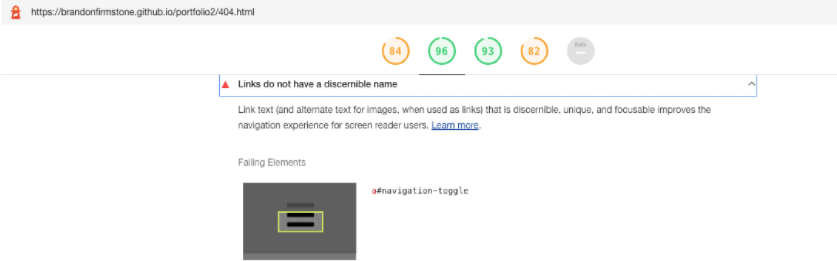 https://brandonfirmstone.github.io/portfolio2/404.html
84 96 93 82
Links do not have a discernible name
Link text (and alternate text for images, when used as links) that is discernible, unique, and focusable improves the
navigation experience for screen reader users. Learn more.
Failing Elements
a#navigation-toggle